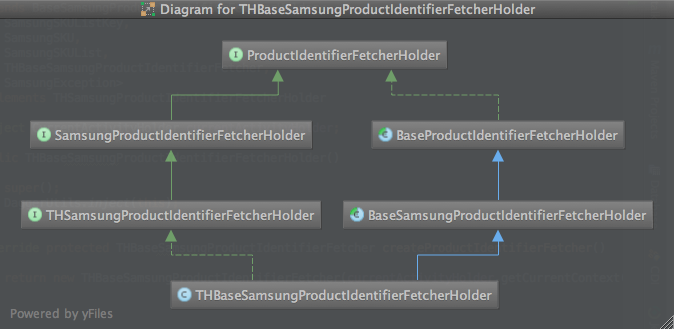 Diagram for THBaseSamsungProductIdentifierFetcherHolder
I ProductIdentifierFetcherHolder
I SamsungProductIdentifierFetcherHolder
C BaseProductIdentifierFetcherHolder
I THSamsungProductIdentifierFetcherHolder
C BaseSamsungProductIdentifierFetcherHolder
C THBaseSamsungProductIdentifierFetcherHolder
Powered by yFiles